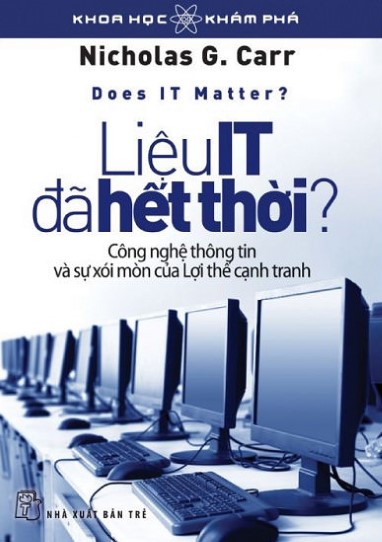 KHOA HỌC KHÁM PHÁ
Nicholas G. Carr
Does IT Matter?
Liệu IT
đã hết thời?
Công nghệ thông tin
và sự xói mòn của Lợi thế cạnh tranh
NHÀ XUẤT BẢN TRẺ